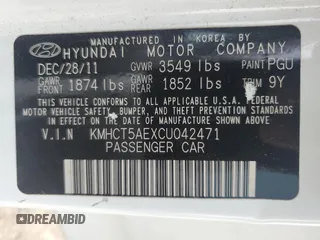 MANUFACTURED IN KOREA BY
HYUNDAI MOTOR COMPANY
DEC/28/11 GVWR 3549 lbs PAINT PGU
GAWR FRONT 1874 lbs GAWR REAR 1852 lbs TRIM 9Y
THIS VEHICLE CONFORMS TO ALL APPLICABLE
FEDERAL MOTOR VEHICLE SAFETY, BUMPER, AND THEFT
PREVENTION STANDARDS IN EFFECT ON THE DATE OF
MANUFACTURE SHOWN ABOVE.
V.I.N KMHCT5AEXCU042471
PASSENGER CAR
DREAMBID
AUTOBIDCAR